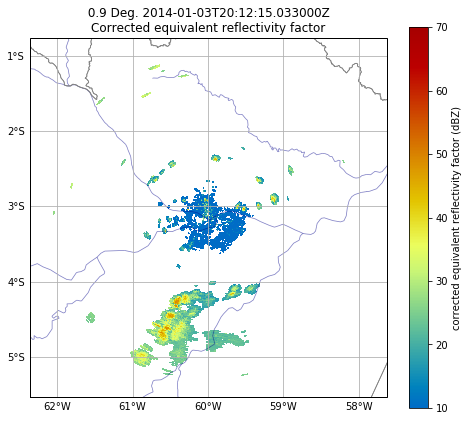 0.9 Deg. 2014-01-03T20:12:15.033000Z
Corrected equivalent reflectivity factor
1°S
2°S
3°S
4°S
5°S
62°W
61°W
60°W
59°W
58°W
70
60
50
40
30
20
10
corrected equivalent reflectivity factor (dBZ)